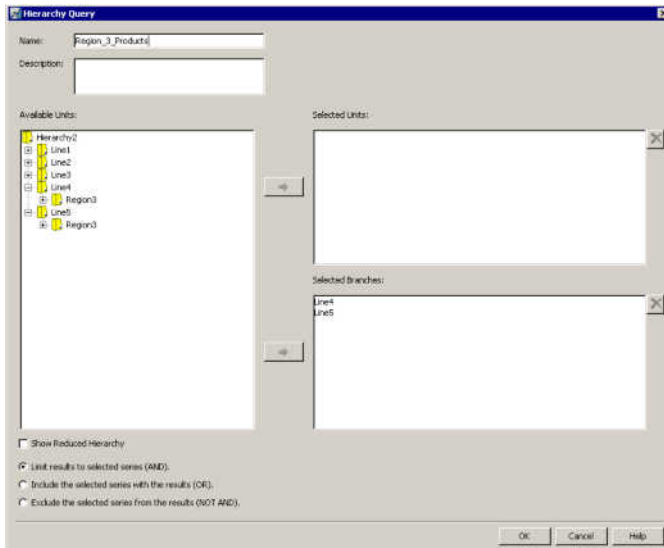 Hierarchy Query
Name:
Region_3_Products
Description:
Available Units:
Hierarchy2
Line1
Line2
Line3
Line4
Region3
Line5
Region3
Selected Units:
Selected Branches:
Line4
Line5
Show Reduced Hierarchy
Limit results to selected series (AND).
Include the selected series with the results (OR).
Exclude the selected series from the results (NOT AND).
OK
Cancel
Help